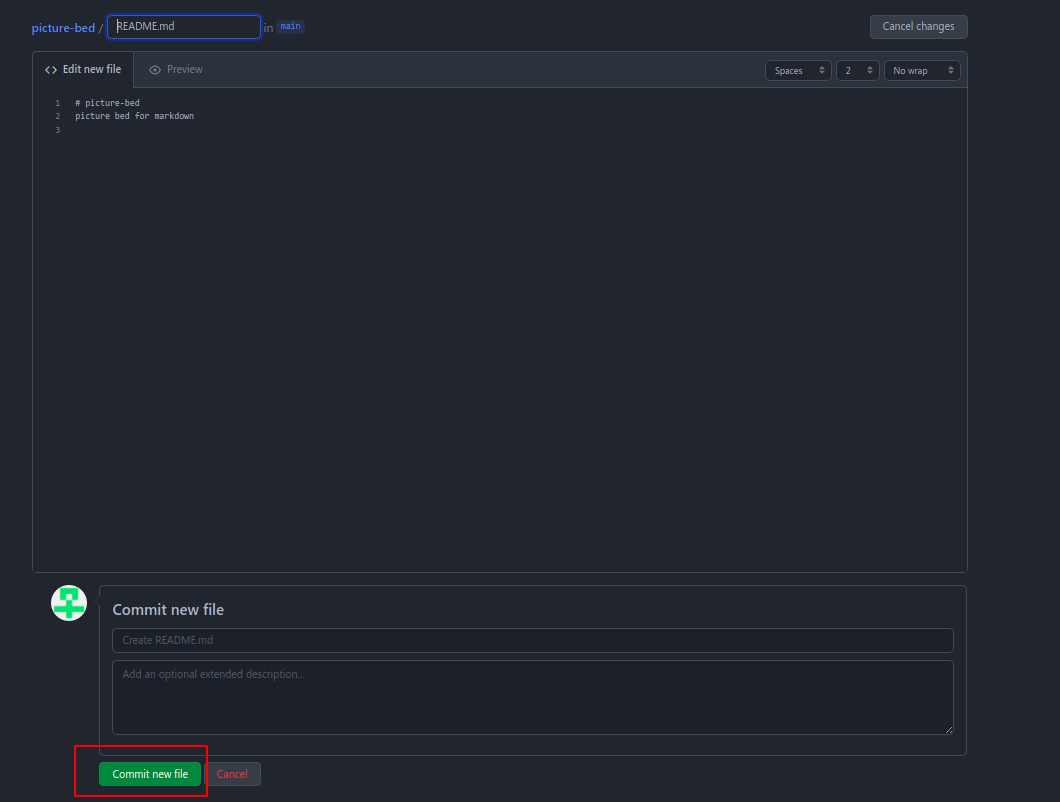 picture-bed / README.md in main
Cancel changes
Edit new file
Preview
Spaces
2
No wrap
1 # picture-bed
2 picture bed for markdown
3
Commit new file
Create README.md
Add an optional extended description...
Commit new file
Cancel